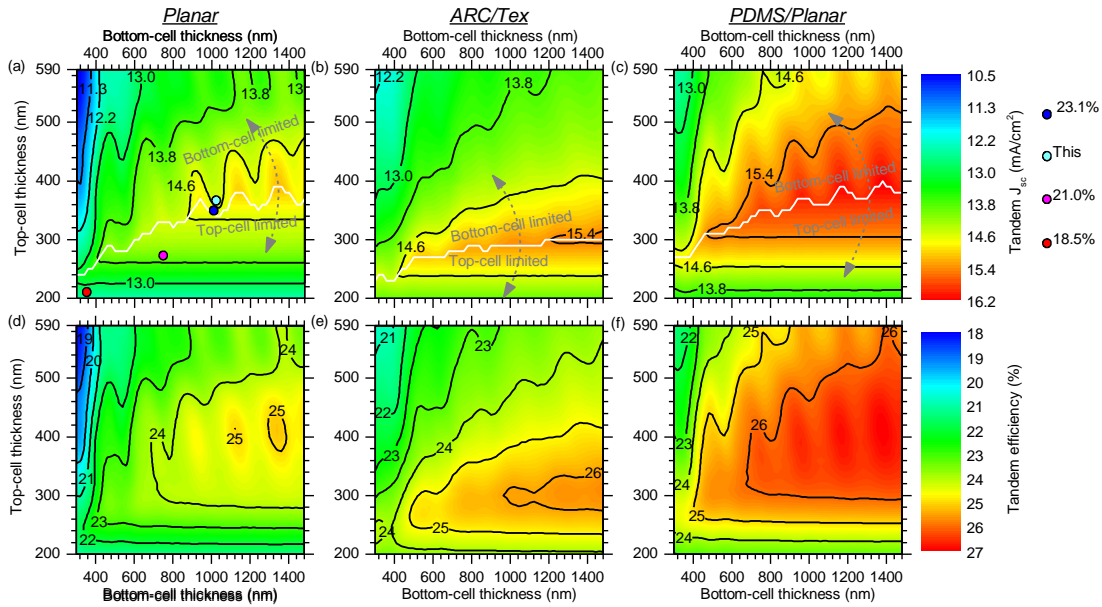 Planar
ARC/Tex
PDMS/Planar
Bottom-cell thickness (nm)
Bottom-cell thickness (nm)
Bottom-cell thickness (nm)
400 600 800 1000 1200 1400
400 600 800 1000 1200 1400
400 600 800 1000 1200 1400
(a)
Top-cell thickness (nm)
590
500
400
300
200
11.3
12.2
13.0
13.8
13.
13.8
14.6
13.0
Bottom-cell limited
Top-cell limited
(b)
590
500
400
300
200
12.2
13.8
13.0
14.6
15.4
Bottom-cell limited
Top-cell limited
(c)
590
500
400
300
200
13.0
14.6
15.4
13.8
14.6
13.8
Bottom-cell limited
Top-cell limited
10.5
11.3
12.2
13.0
13.8
14.6
15.4
16.2
Tandem Jsc (mA/cm²)
23.1%
This
21.0%
18.5%
(d)
Top-cell thickness (nm)
590
500
400
300
200
19
20
21
24
24
25
25
23
22
400 600 800 1000 1200 1400
Bottom-cell thickness (nm)
(e)
590
500
400
300
200
21
22
23
23
24
24
25
26
400 600 800 1000 1200 1400
Bottom-cell thickness (nm)
(f)
590
500
400
300
200
22
23
24
25
26
26
25
24
400 600 800 1000 1200 1400
Bottom-cell thickness (nm)
18
19
20
21
22
23
24
25
26
27
Tandem efficiency (%)